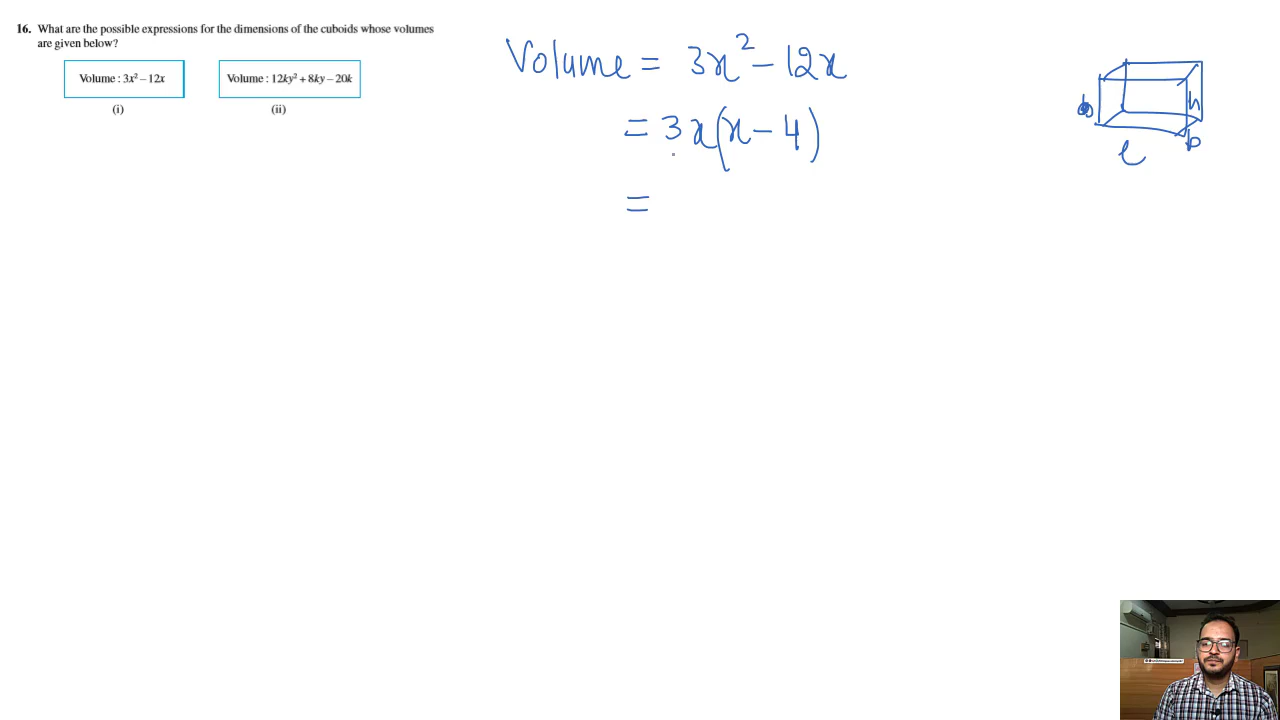 16. What are the possible expressions for the dimensions of the cuboids whose volumes
are given below?
Volume : 3x² – 12x
Volume : 12ky² + 8ky – 20k
(i)
(ii)
Volume = 3x² – 12x
= 3x(x – 4)
=
h
b
l